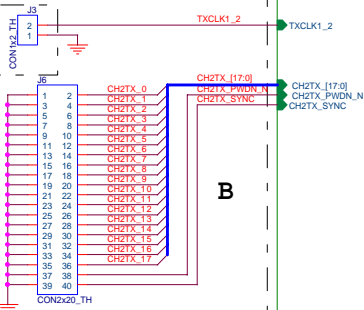 J3
TXCLK1_2
TXCLK1_2
2
1
CON1x2_TH
J6
CH2TX_[17:0]
CH2TX_[17:0]
CH2TX_PWDN_N
CH2TX_PWDN_N
CH2TX_SYNC
CH2TX_SYNC
1 2 CH2TX_0
3 4 CH2TX_1
5 6 CH2TX_2
7 8 CH2TX_3
9 10 CH2TX_4
11 12 CH2TX_5
13 14 CH2TX_6
15 16 CH2TX_7
17 18 CH2TX_8
19 20 CH2TX_9
21 22 CH2TX_10
23 24 CH2TX_11
25 26 CH2TX_12
27 28 CH2TX_13
29 30 CH2TX_14
31 32 CH2TX_15
33 34 CH2TX_16
35 36 CH2TX_17
37 38
39 40
B
CON2x20_TH